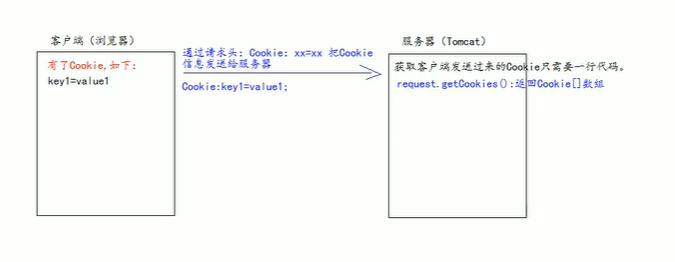 客户端（浏览器）
有了Cookie,如下:
key1=value1
通过请求头: Cookie: xx=xx 把Cookie
信息发送给服务器
Cookie:key1=value1;
服务器（Tomcat）
获取客户端发送过来的Cookie只需要一行代码。
request.getCookies():返回Cookie[]数组